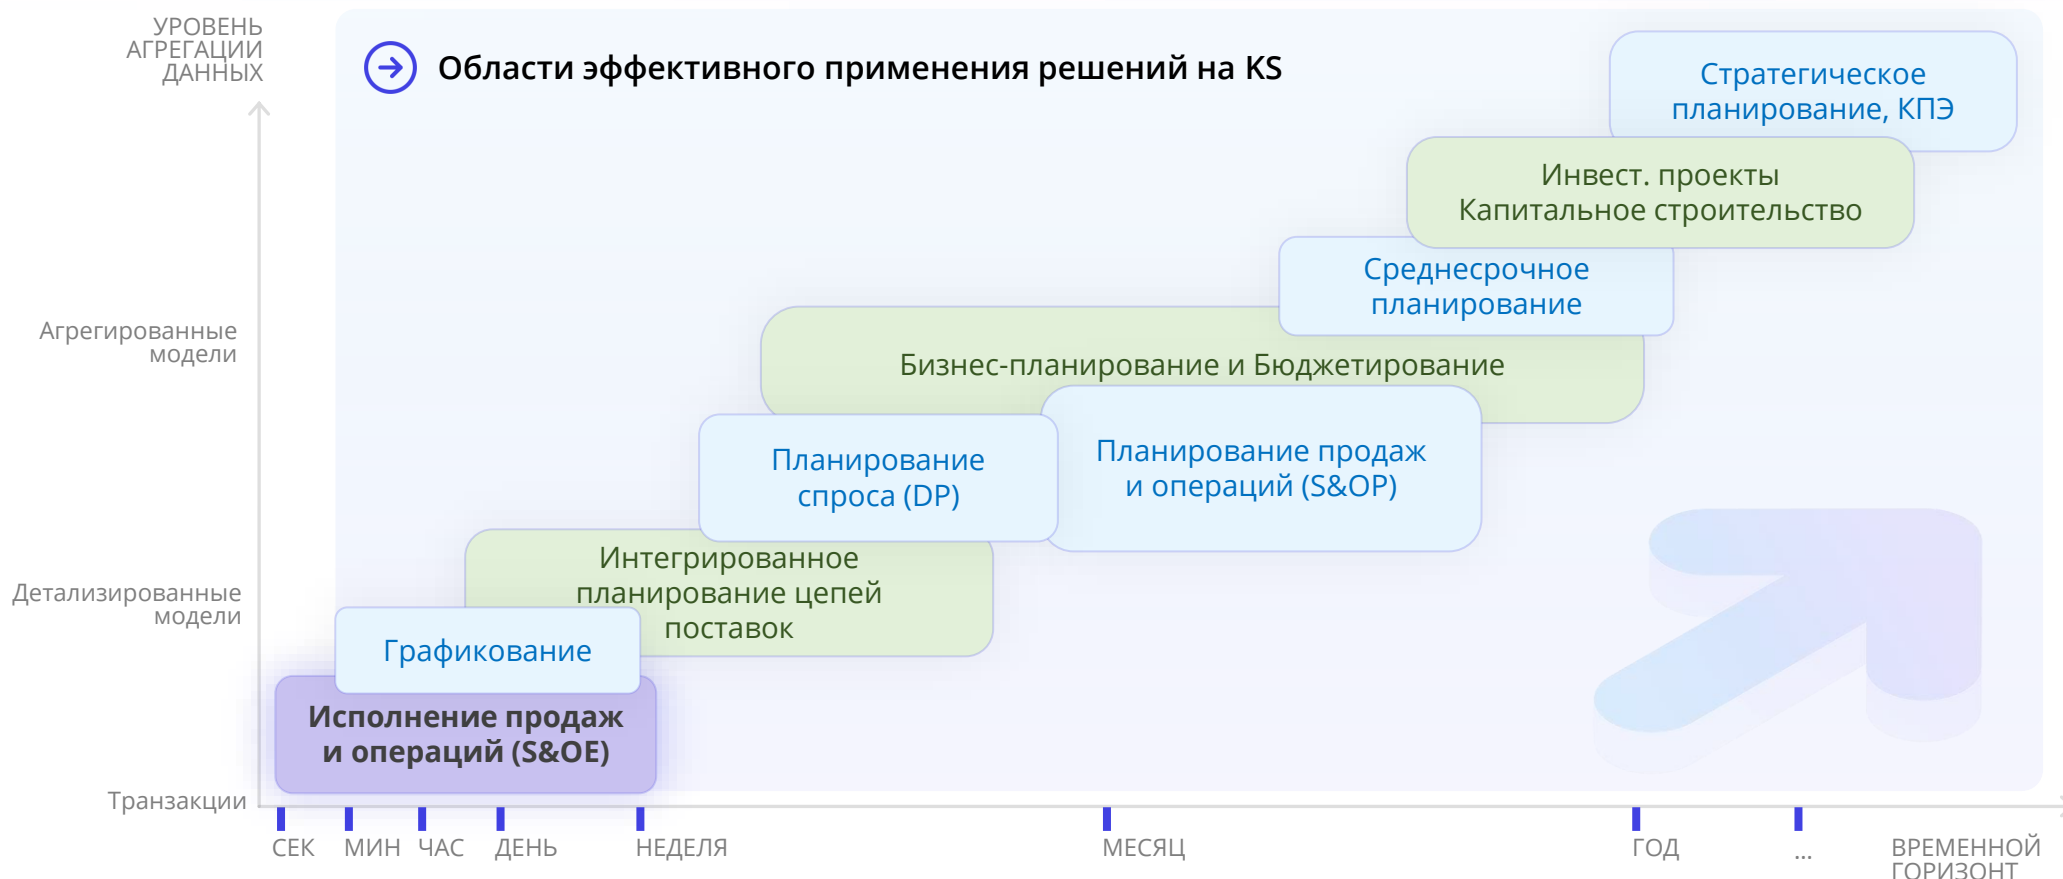 УРОВЕНЬ
АГРЕГАЦИИ
ДАННЫХ
Области эффективного применения решений на KS
Стратегическое
планирование, КПЭ
Инвест. проекты
Капитальное строительство
Среднесрочное
планирование
Агрегированные
модели
Бизнес-планирование и Бюджетирование
Планирование
спроса (DP)
Планирование продаж
и операций (S&OP)
Интегрированное
планирование цепей
поставок
Детализированные
модели
Графикование
Исполнение продаж
и операций (S&OE)
Транзакции
СЕК МИН ЧАС ДЕНЬ НЕДЕЛЯ МЕСЯЦ ГОД ... ВРЕМЕННОЙ
ГОРИЗОНТ